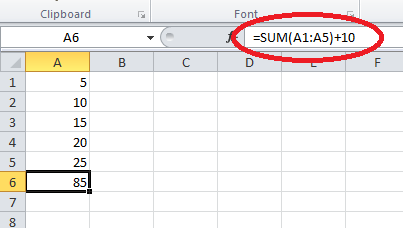 Clipboard
Font
A6
fx
=SUM(A1:A5)+10
A B C D E F
1 5
2 10
3 15
4 20
5 25
6 85
7
8